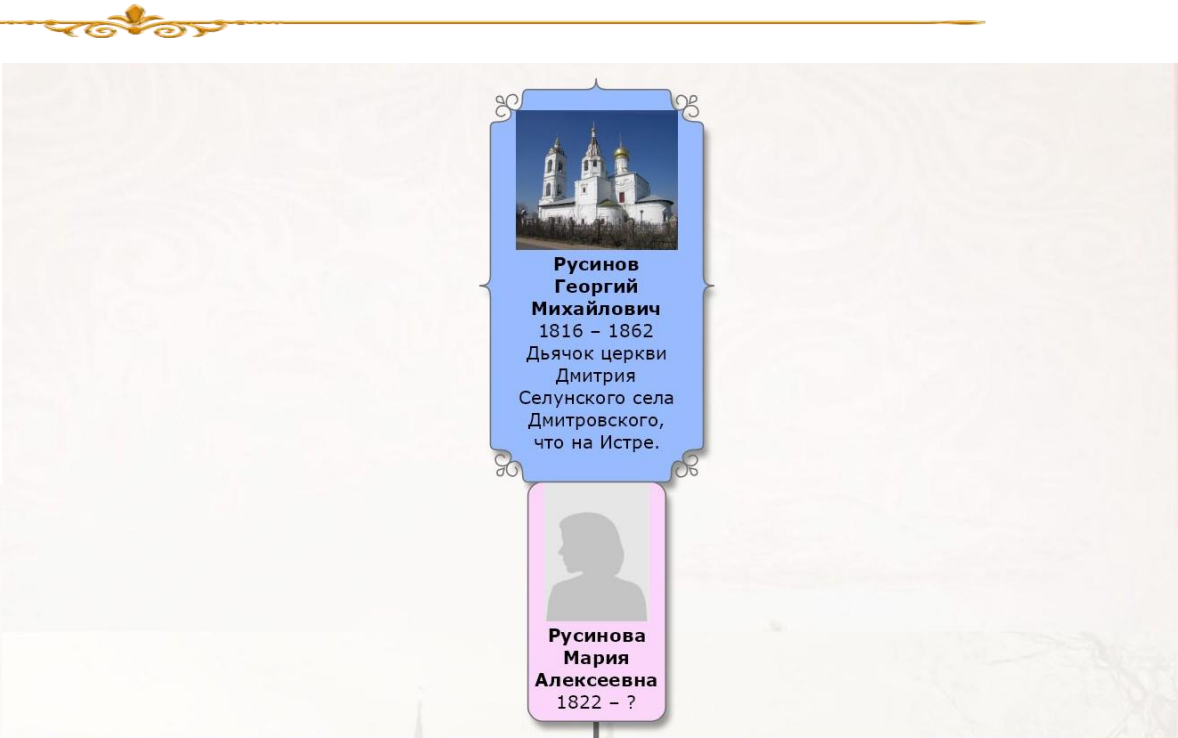 Русинов
Георгий
Михайлович
1816 – 1862
Дьячок церкви
Дмитрия
Селунского села
Дмитровского,
что на Истре.
Русинова
Мария
Алексеевна
1822 – ?